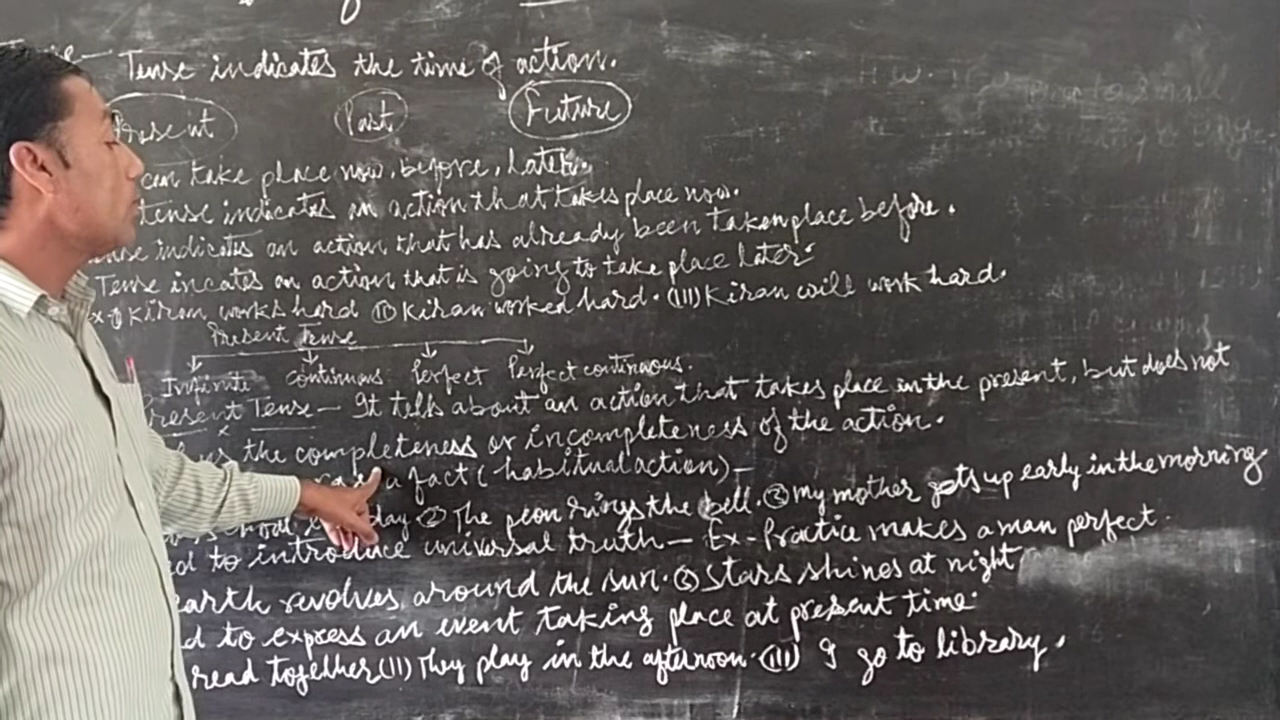 Tense indicates the time of action.
Present Past Future
can take place now, before, later.
tense indicates an action that takes place now.
indicates an action that has already been taken place before.
Tense incates an action that is going to take place later.
Kiran works hard (II) Kiran worked hard. (III) Kiran will work hard.
Present Tense
Infinite continuous Perfect Perfect continuous.
Present Tense - It tells about an action that takes place in the present, but does not
the completeness or incompleteness of the action.
a fact (habitual action) -
day (2) The peon rings the bell. (3) My mother gets up early in the morning.
to introduce universal truth - Ex - Practice makes a man perfect.
earth revolves around the sun. (3) Stars shines at night
to express an event taking place at present time.
read together (II) They play in the afternoon. (III) I go to library.